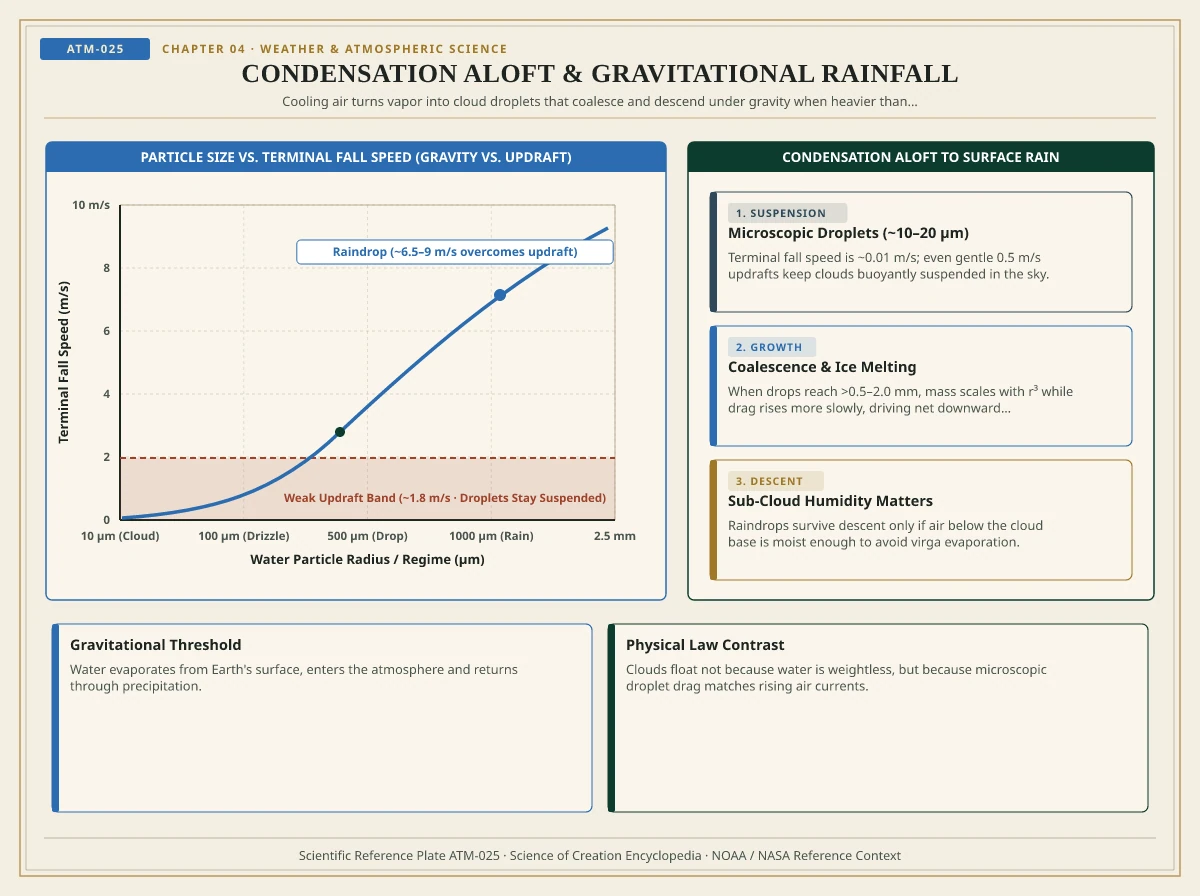 ATM-025
CHAPTER 04 · WEATHER & ATMOSPHERIC SCIENCE
CONDENSATION ALOFT & GRAVITATIONAL RAINFALL
Cooling air turns vapor into cloud droplets that coalesce and descend under gravity when heavier than...
PARTICLE SIZE VS. TERMINAL FALL SPEED (GRAVITY VS. UPDRAFT)
10 m/s
8
6
4
2
0
Terminal Fall Speed (m/s)
Raindrop (~6.5–9 m/s overcomes updraft)
Weak Updraft Band (~1.8 m/s · Droplets Stay Suspended)
10 μm (Cloud)
100 μm (Drizzle)
500 μm (Drop)
1000 μm (Rain)
2.5 mm
Water Particle Radius / Regime (μm)
CONDENSATION ALOFT TO SURFACE RAIN
1. SUSPENSION
Microscopic Droplets (~10–20 μm)
Terminal fall speed is ~0.01 m/s; even gentle 0.5 m/s
updrafts keep clouds buoyantly suspended in the sky.
2. GROWTH
Coalescence & Ice Melting
When drops reach >0.5–2.0 mm, mass scales with r³ while
drag rises more slowly, driving net downward...
3. DESCENT
Sub-Cloud Humidity Matters
Raindrops survive descent only if air below the cloud
base is moist enough to avoid virga evaporation.
Gravitational Threshold
Water evaporates from Earth's surface, enters the atmosphere and returns
through precipitation.
Physical Law Contrast
Clouds float not because water is weightless, but because microscopic
droplet drag matches rising air currents.
Scientific Reference Plate ATM-025 · Science of Creation Encyclopedia · NOAA / NASA Reference Context